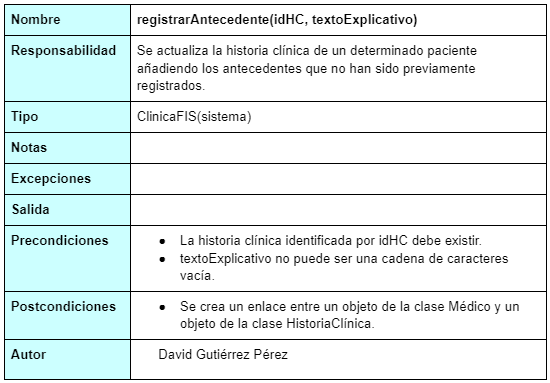 Nombre registrarAntecedente(idHC, textoExplicativo)
Responsabilidad Se actualiza la historia clínica de un determinado paciente
añadiendo los antecedentes que no han sido previamente
registrados.
Tipo ClinicaFIS(sistema)
Notas
Excepciones
Salida
Precondiciones ● La historia clínica identificada por idHC debe existir.
● textoExplicativo no puede ser una cadena de caracteres
vacía.
Postcondiciones ● Se crea un enlace entre un objeto de la clase Médico y un
objeto de la clase HistoriaClínica.
Autor David Gutiérrez Pérez